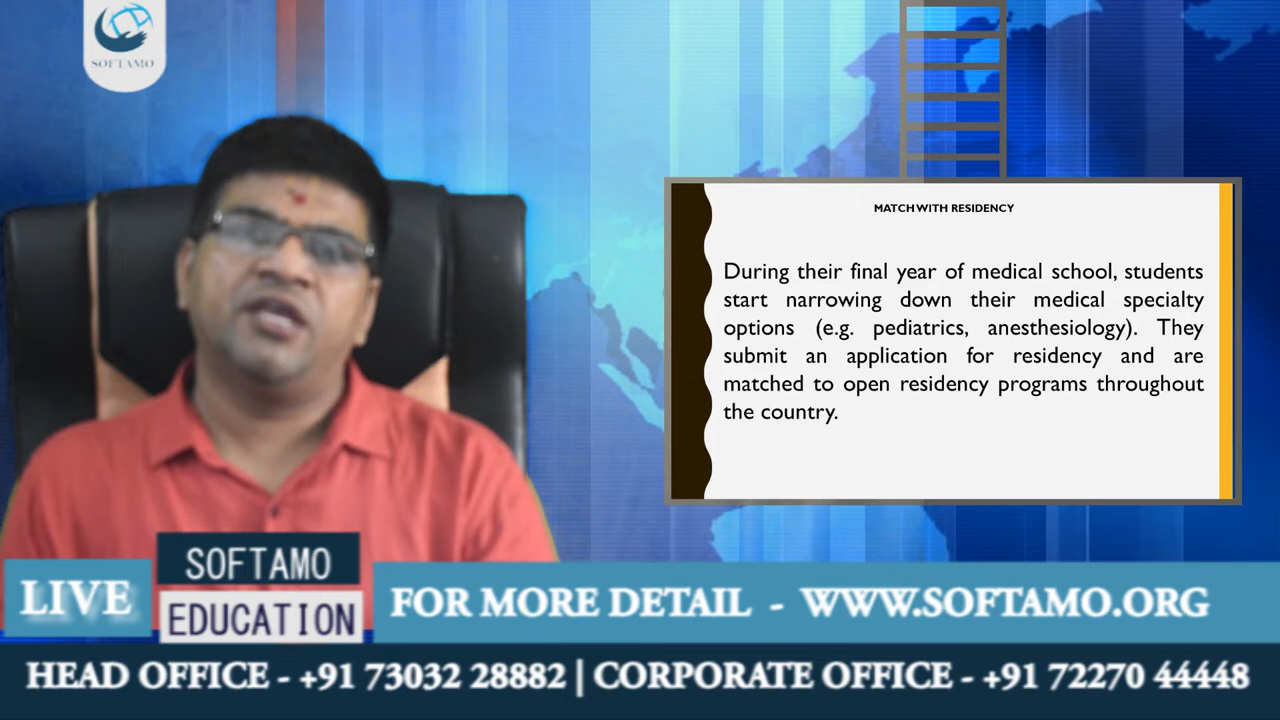 SOFTAMO
MATCH WITH RESIDENCY
During their final year of medical school, students
start narrowing down their medical specialty
options (e.g. pediatrics, anesthesiology). They
submit an application for residency and are
matched to open residency programs throughout
the country.
LIVE
SOFTAMO
EDUCATION
FOR MORE DETAIL - WWW.SOFTAMO.ORG
HEAD OFFICE - +91 73032 28882 | CORPORATE OFFICE - +91 72270 44448